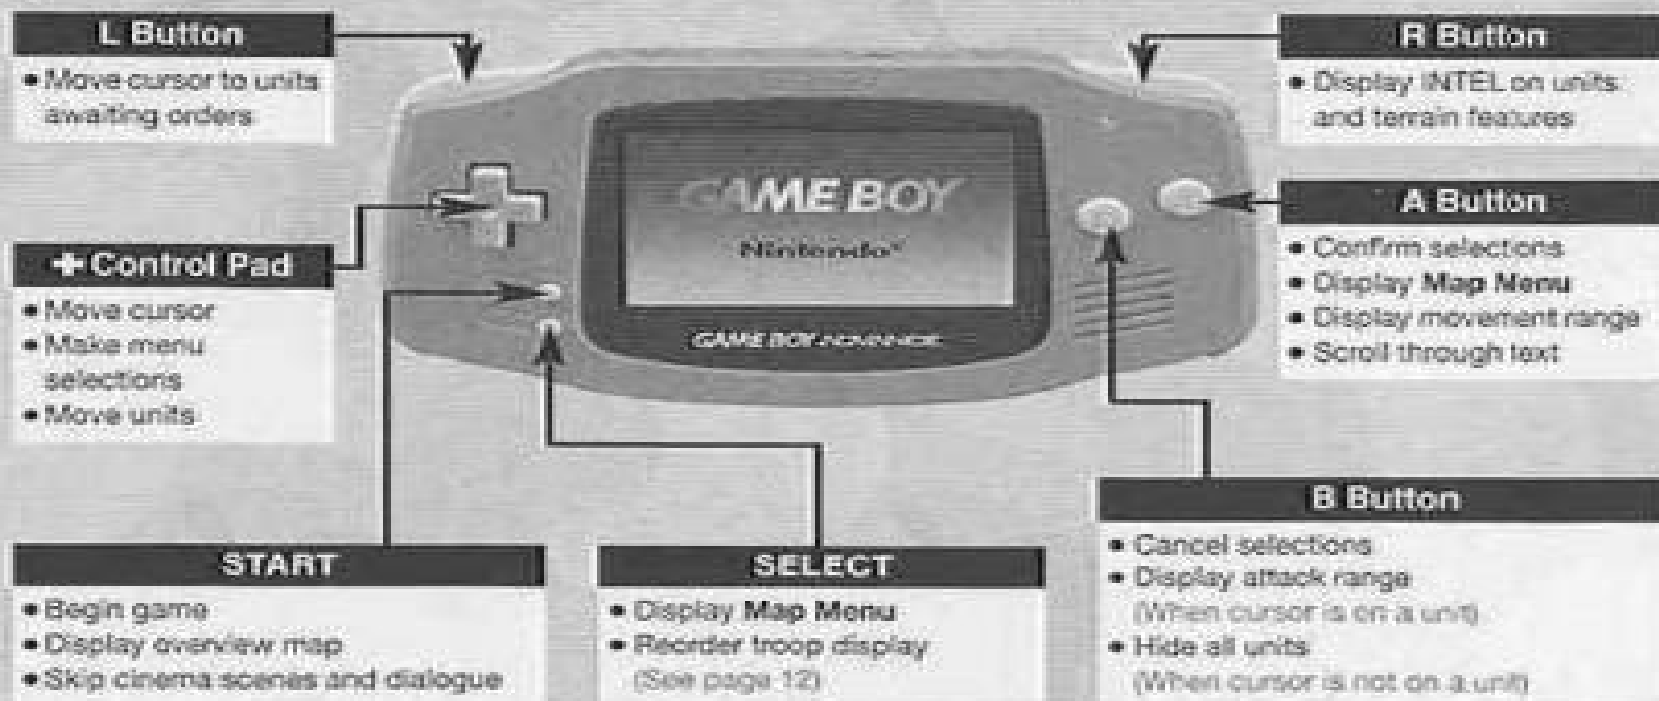 L Button
• Move cursor to units
awaiting orders
R Button
• Display INTEL on units
and terrain features
GAME BOY
Nintendo®
GAME BOY ADVANCE
A Button
• Confirm selections
• Display Map Menu
• Display movement range
• Scroll through text
✚Control Pad
• Move cursor
• Make menu
selections
• Move units
START
• Begin game
• Display overview map
• Skip cinema scenes and dialogue
SELECT
• Display Map Menu
• Reorder troop display
(See page 12)
B Button
• Cancel selections
• Display attack range
(When cursor is on a unit)
• Hide all units
(When cursor is not on a unit)